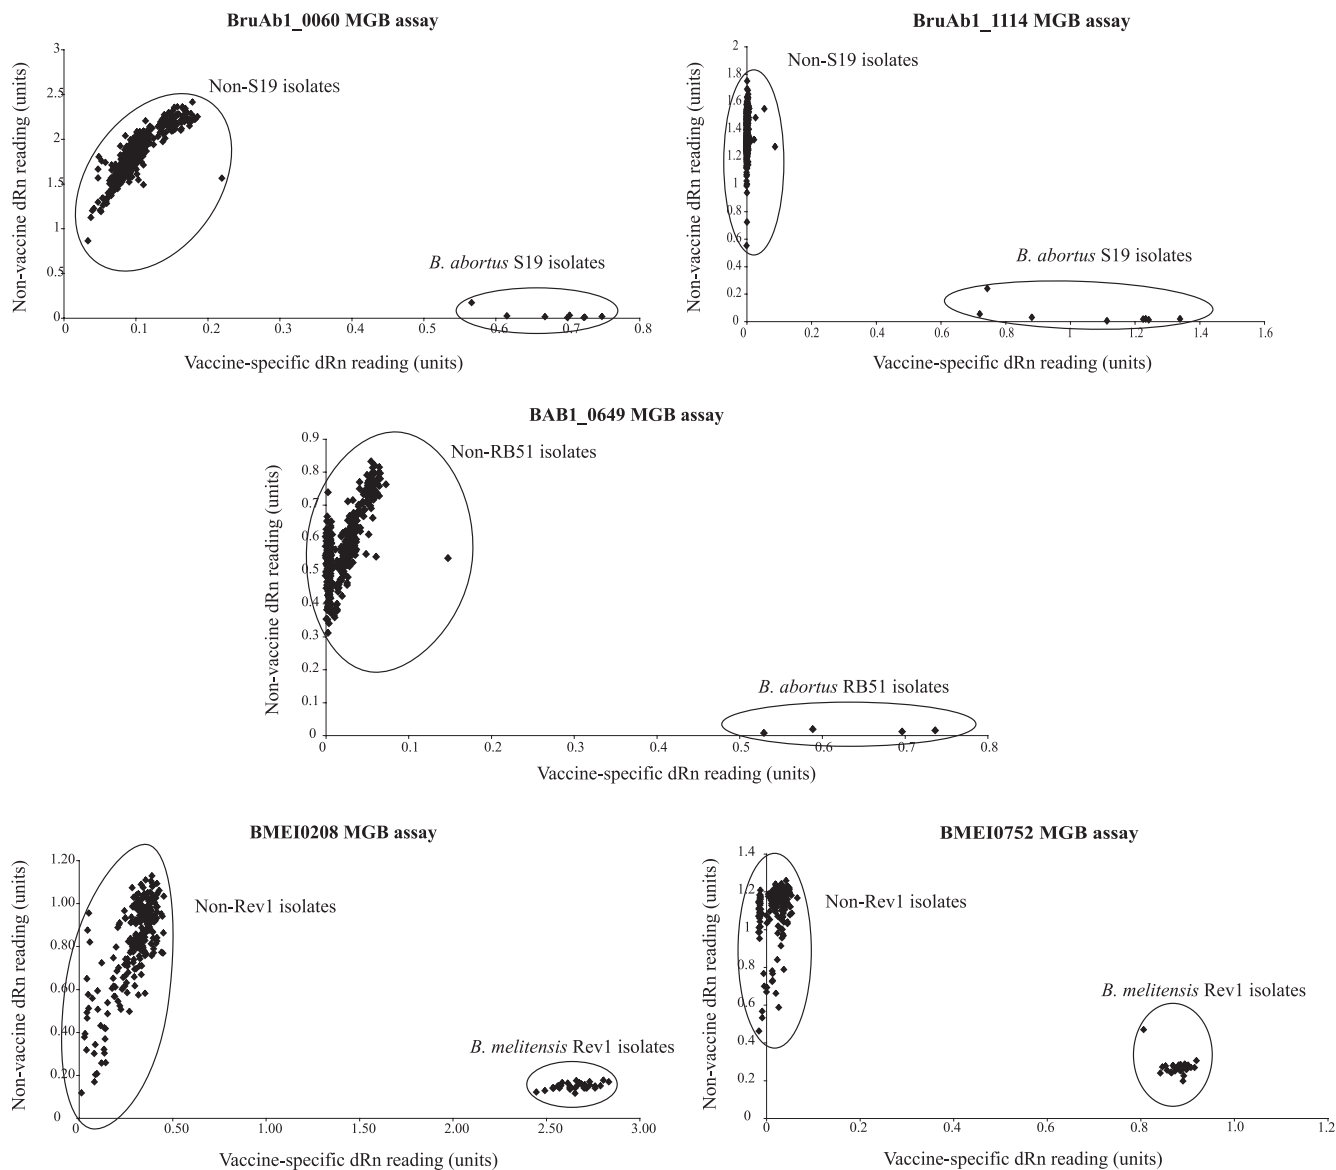 BruAb1_0060 MGB assay
Non-vaccine dRn reading (units)
3
2.5
2
1.5
1
0.5
0
Non-S19 isolates
B. abortus S19 isolates
0 0.1 0.2 0.3 0.4 0.5 0.6 0.7 0.8
Vaccine-specific dRn reading (units)
BruAb1_1114 MGB assay
Non-vaccine dRn reading (units)
2
1.8
1.6
1.4
1.2
1
0.8
0.6
0.4
0.2
0
Non-S19 isolates
B. abortus S19 isolates
0 0.2 0.4 0.6 0.8 1 1.2 1.4 1.6
Vaccine-specific dRn reading (units)
BAB1_0649 MGB assay
Non-vaccine dRn reading (units)
0.9
0.8
0.7
0.6
0.5
0.4
0.3
0.2
0.1
0
Non-RB51 isolates
B. abortus RB51 isolates
0 0.1 0.2 0.3 0.4 0.5 0.6 0.7 0.8
Vaccine-specific dRn reading (units)
BMEI0208 MGB assay
Non-vaccine dRn reading (units)
1.20
1.00
0.80
0.60
0.40
0.20
0
Non-Rev1 isolates
B. melitensis Rev1 isolates
0 0.50 1.00 1.50 2.00 2.50 3.00
Vaccine-specific dRn reading (units)
BMEI0752 MGB assay
Non-vaccine dRn reading (units)
1.4
1.2
1
0.8
0.6
0.4
0.2
0
Non-Rev1 isolates
B. melitensis Rev1 isolates
0 0.2 0.4 0.6 0.8 1.0 1.2
Vaccine-specific dRn reading (units)